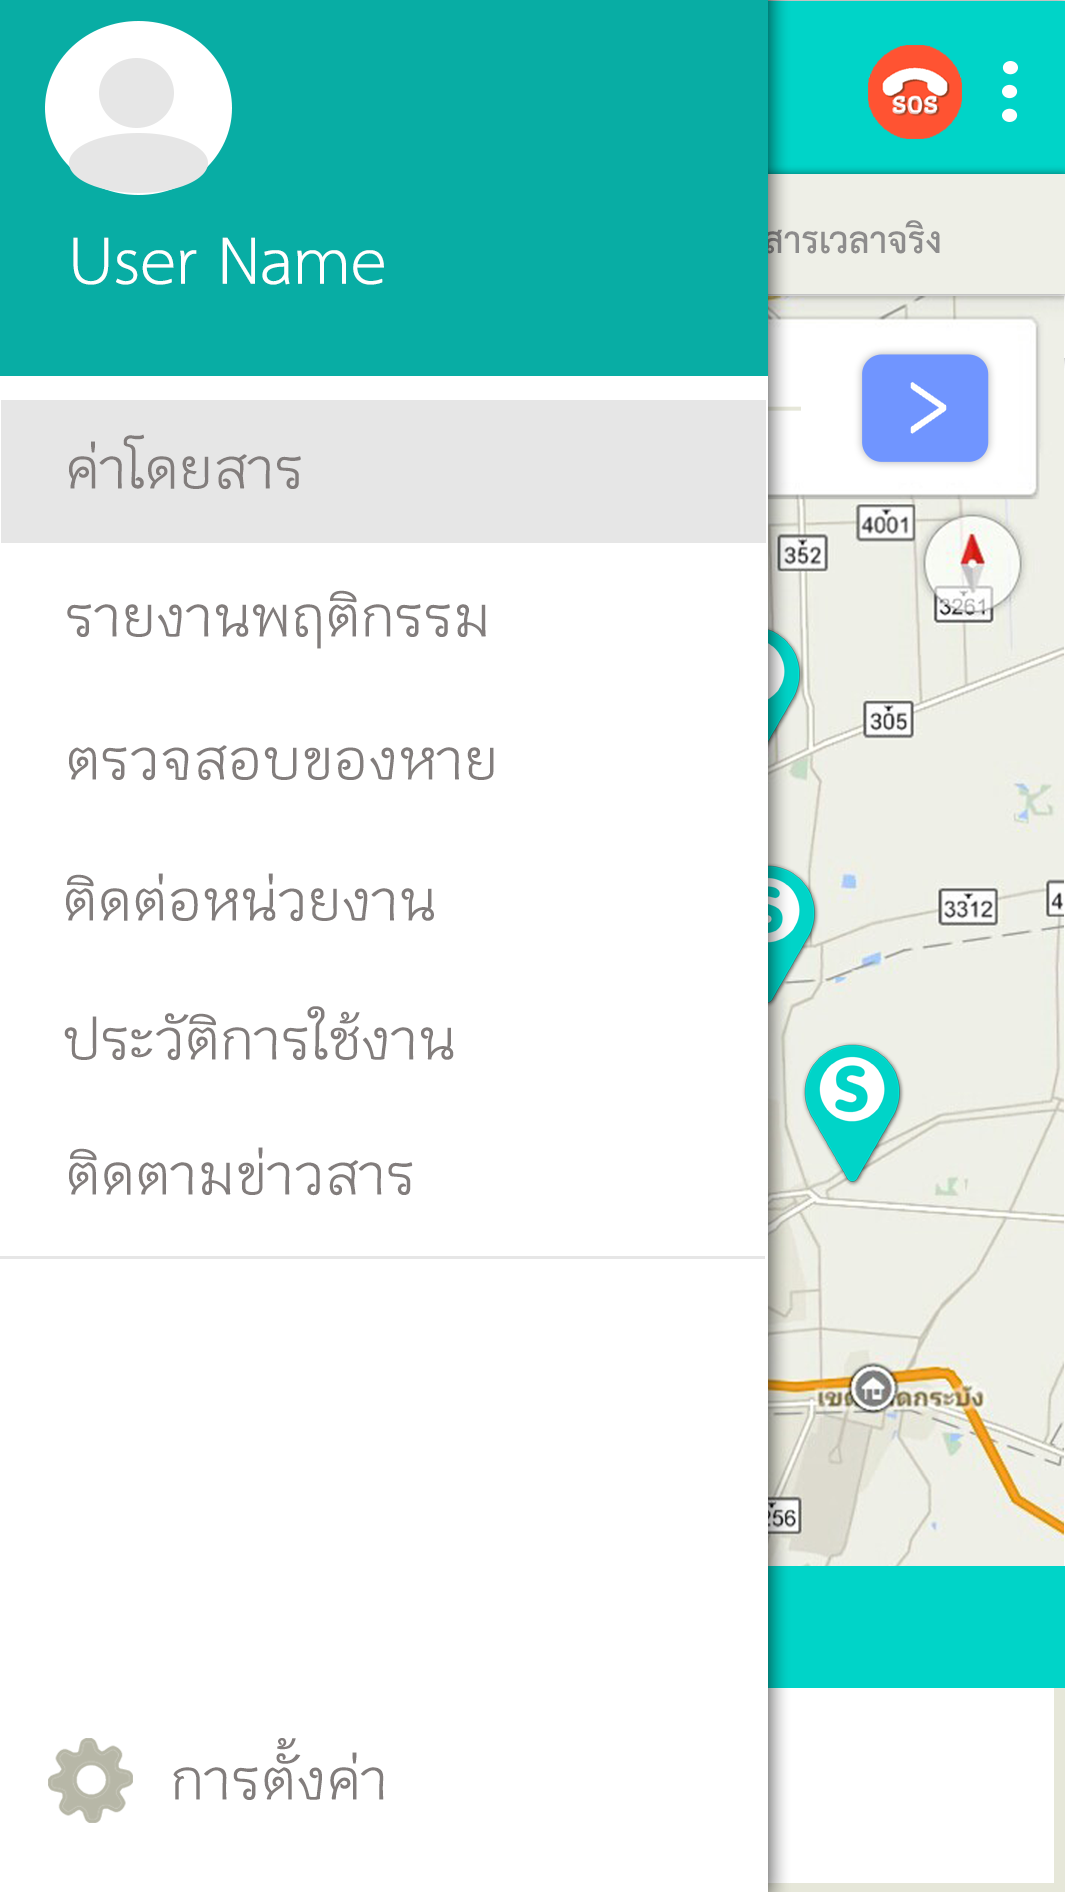 SOS
User Name
สารเวลาจริง
ค่าโดยสาร
รายงานพฤติกรรม
ตรวจสอบของหาย
ติดต่อหน่วยงาน
ประวัติการใช้งาน
ติดตามข่าวสาร
การตั้งค่า
4001
352
3261
305
S
3312
4
S
ดกระบัง
256